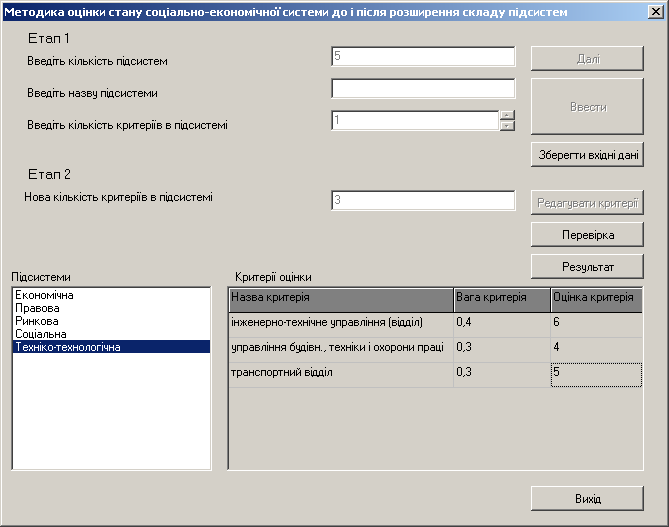 Методика оцінки стану соціально-економічної системи до і після розширення складу підсистем
Етап 1
Введіть кількість підсистем
5
Далі
Введіть назву підсистеми
Ввести
Введіть кількість критеріїв в підсистемі
1
Зберегти вхідні дані
Етап 2
Нова кількість критеріїв в підсистемі
3
Редагувати критерії
Перевірка
Результат
Підсистеми
Економічна
Правова
Ринкова
Соціальна
Техніко-технологічна
Критерії оцінки
Назва критерія Вага критерія Оцінка критерія
інженерно-технічне управління (відділ) 0,4 6
управління будівн., техніки і охорони праці 0,3 4
транспортний відділ 0,3 5
Вихід